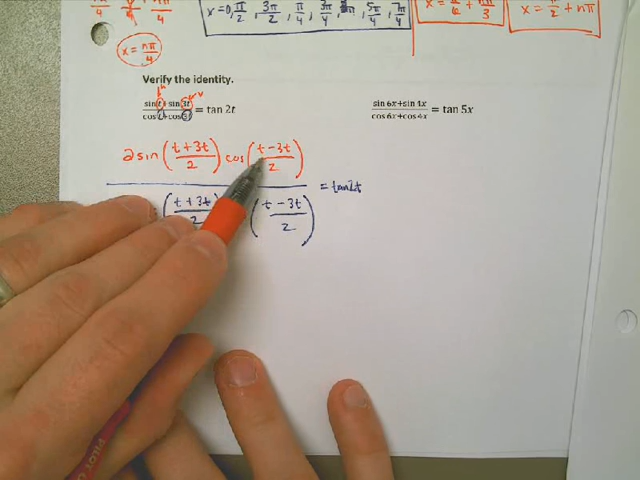 x = 0, π/2, 3π/2, π/4, 3π/4, 5π/4, 7π/4
x = nπ/4
Verify the identity.
(sin t + sin 3t)/(cos t + cos 3t) = tan 2t
(sin 6x + sin 4x)/(cos 6x + cos 4x) = tan 5x
2 sin((t + 3t)/2) cos((t − 3t)/2)
((t + 3t)/2) ((t − 3t)/2) = tan2t
PILOT